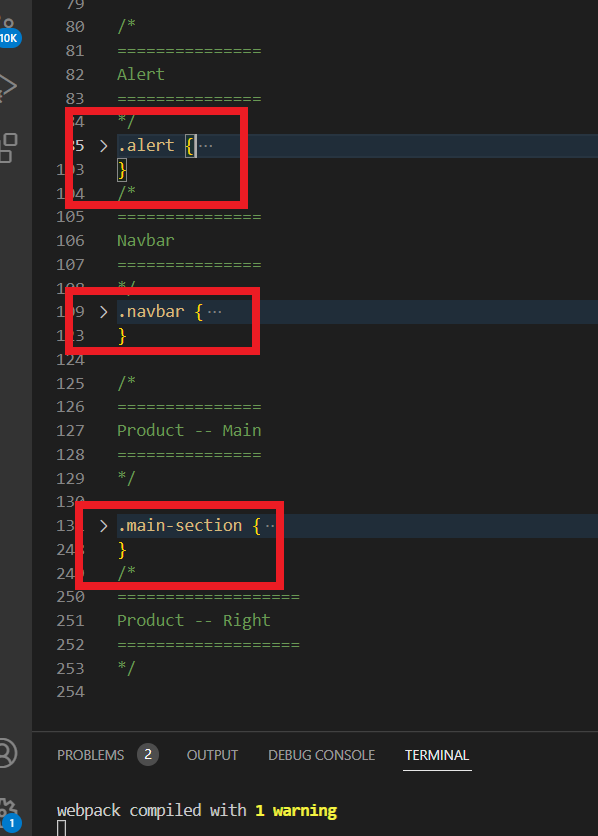 79
10K
80 /*
81 ===============
82 Alert
83 ===============
84 */
85 > .alert { ···
103 }
104 /*
105 ===============
106 Navbar
107 ===============
108 */
109 > .navbar { ···
123 }
124
125 /*
126 ===============
127 Product -- Main
128 ===============
129 */
130
131 > .main-section { ··
248 }
249 /*
250 ===================
251 Product -- Right
252 ===================
253 */
254
PROBLEMS 2 OUTPUT DEBUG CONSOLE TERMINAL
webpack compiled with 1 warning
1